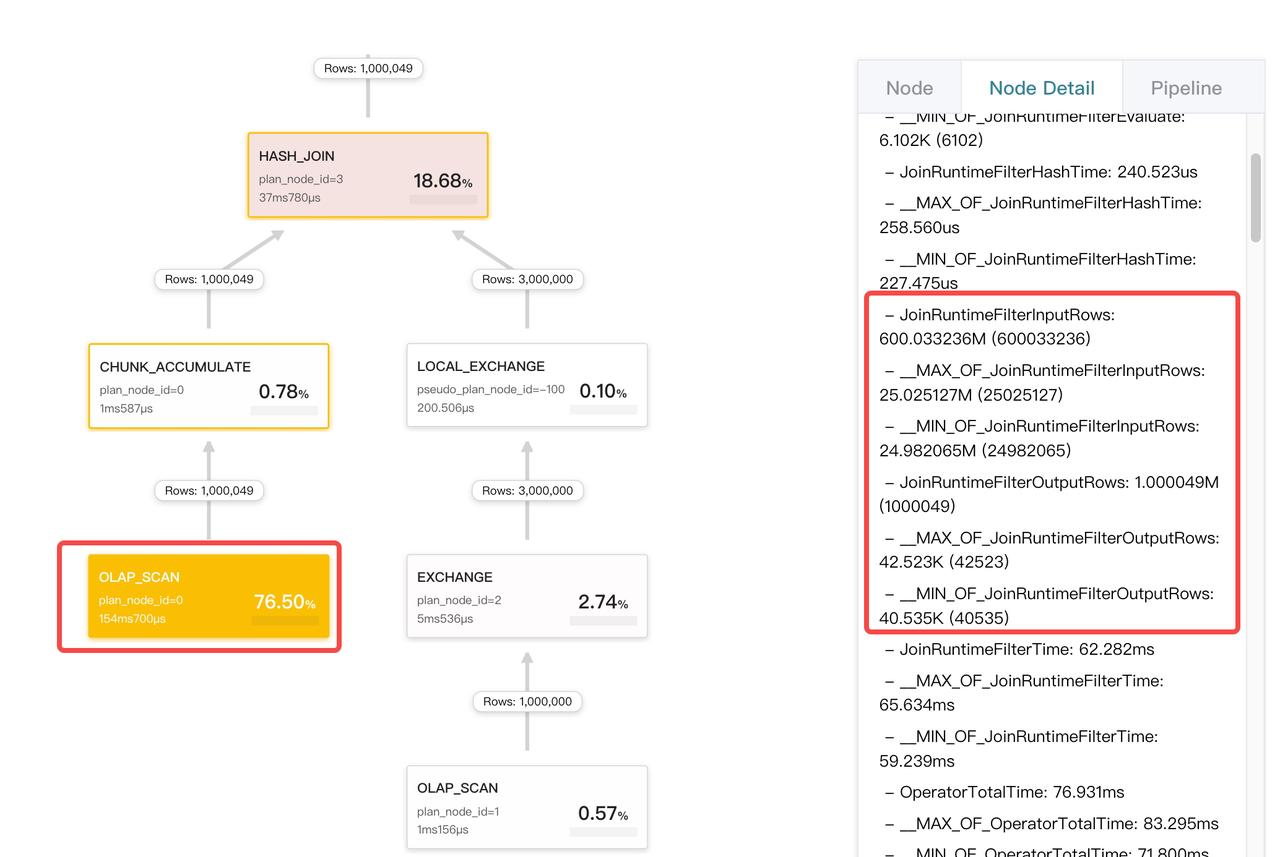 Rows: 1,000,049
HASH_JOIN
plan_node_id=3
37ms780μs
18.68%
Rows: 1,000,049
Rows: 3,000,000
CHUNK_ACCUMULATE
plan_node_id=0
1ms587μs
0.78%
LOCAL_EXCHANGE
pseudo_plan_node_id=-100
200.506μs
0.10%
Rows: 1,000,049
Rows: 3,000,000
OLAP_SCAN
plan_node_id=0
154ms700μs
76.50%
EXCHANGE
plan_node_id=2
5ms536μs
2.74%
Rows: 1,000,000
OLAP_SCAN
plan_node_id=1
1ms156μs
0.57%
Node
Node Detail
Pipeline
– __MIN_OF_JoinRuntimeFilterEvaluate:
6.102K (6102)
– JoinRuntimeFilterHashTime: 240.523us
– __MAX_OF_JoinRuntimeFilterHashTime:
258.560us
– __MIN_OF_JoinRuntimeFilterHashTime:
227.475us
– JoinRuntimeFilterInputRows:
600.033236M (600033236)
– __MAX_OF_JoinRuntimeFilterInputRows:
25.025127M (25025127)
– __MIN_OF_JoinRuntimeFilterInputRows:
24.982065M (24982065)
– JoinRuntimeFilterOutputRows: 1.000049M
(1000049)
– __MAX_OF_JoinRuntimeFilterOutputRows:
42.523K (42523)
– __MIN_OF_JoinRuntimeFilterOutputRows:
40.535K (40535)
– JoinRuntimeFilterTime: 62.282ms
– __MAX_OF_JoinRuntimeFilterTime:
65.634ms
– __MIN_OF_JoinRuntimeFilterTime:
59.239ms
– OperatorTotalTime: 76.931ms
– __MAX_OF_OperatorTotalTime: 83.295ms
– __MIN_OF_OperatorTotalTime: 71.800ms